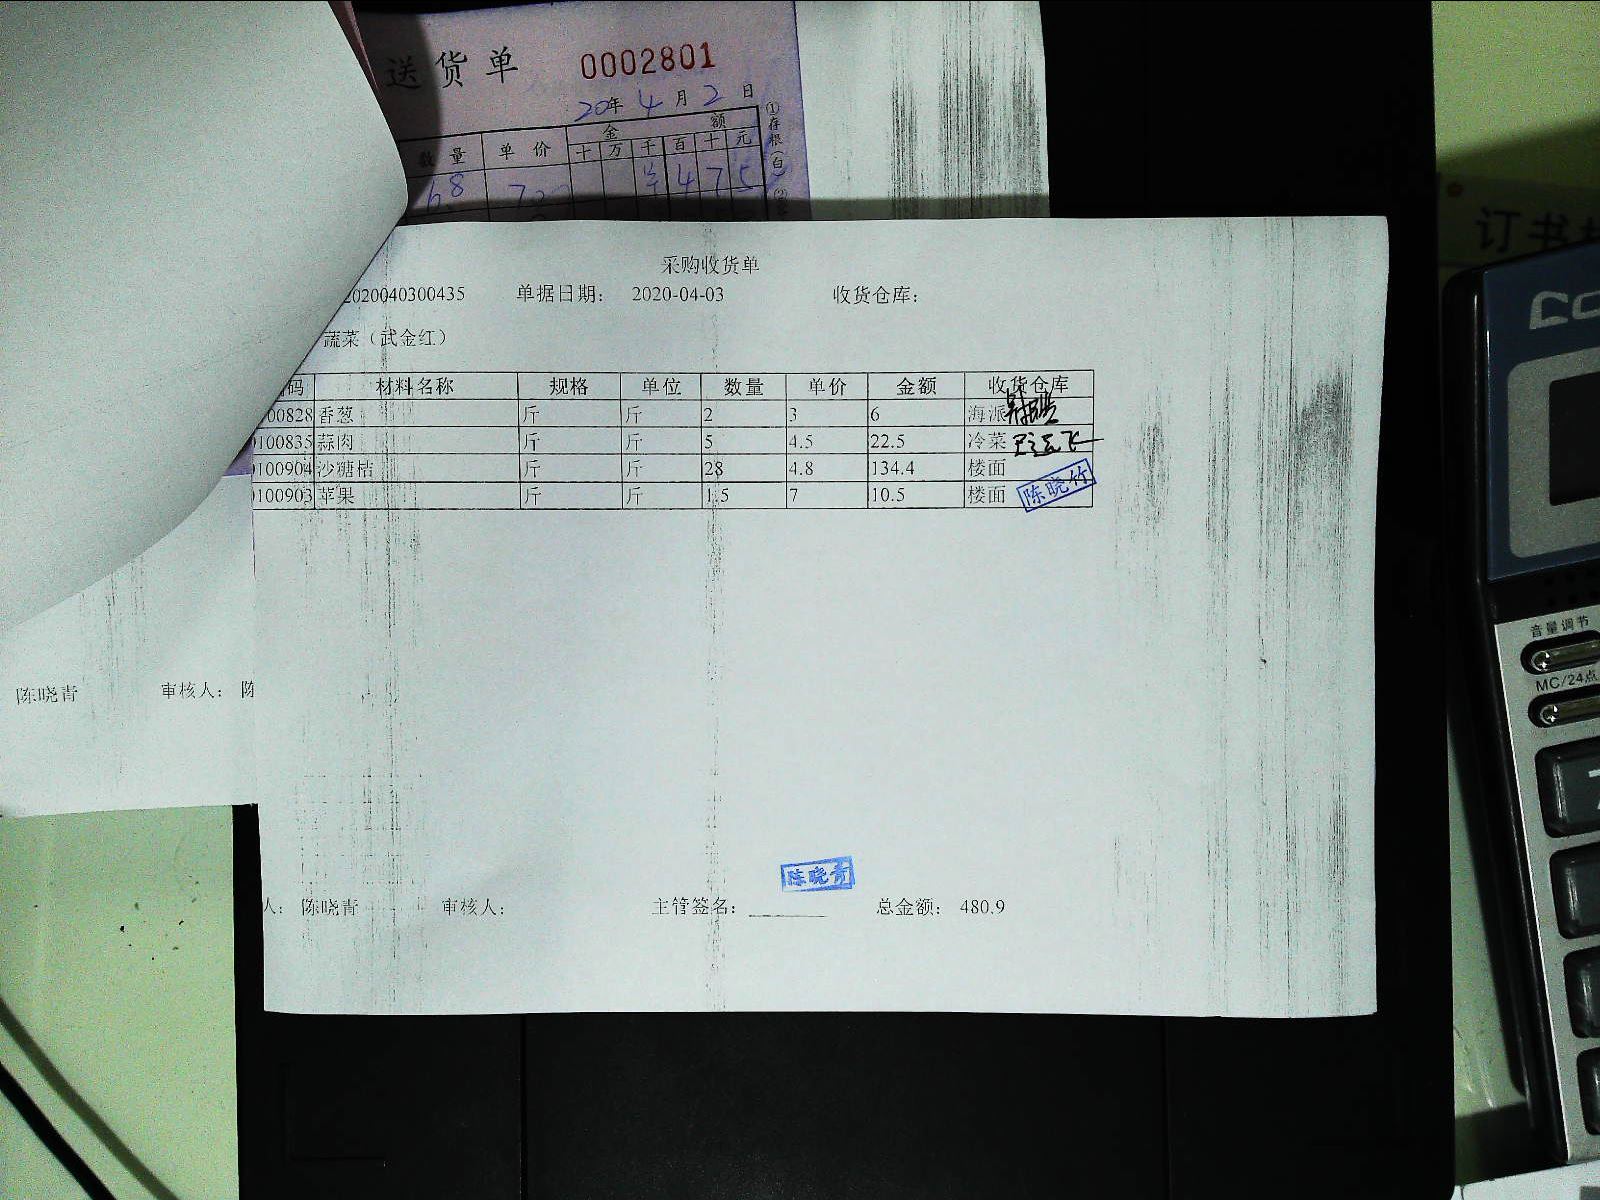 送货单 0002801
20年 4月 2日
数量 单价 金额
十 万 千 百 十 元
68 4 7 5
①存根(白)
订书
采购收货单
2020040300435 单据日期: 2020-04-03 收货仓库:
蔬菜(武金红)
码 材料名称 规格 单位 数量 单价 金额 收货仓库
00828 香葱 斤 斤 2 3 6 海派
100835 蒜肉 斤 斤 5 4.5 22.5 冷菜
100904 沙糖桔 斤 斤 28 4.8 134.4 楼面
100903 苹果 斤 斤 1.5 7 10.5 楼面 陈晓竹
音量调节
MC/24点
陈晓青 审核人: 陈
陈晓青
人: 陈晓青 审核人: 主管签名: 总金额: 480.9